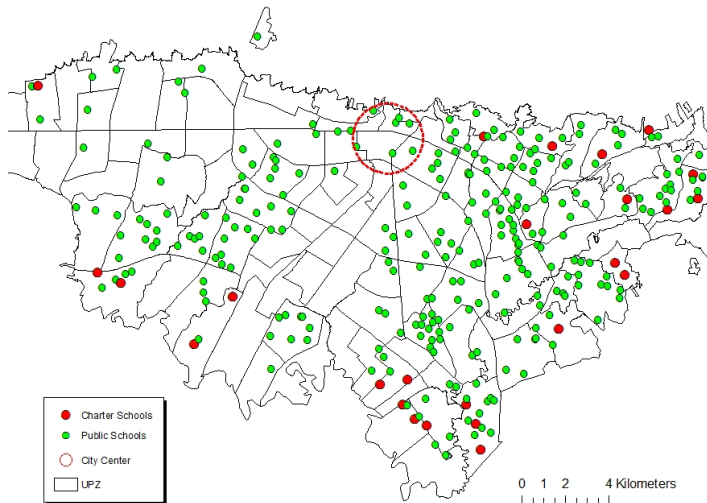 Charter Schools
Public Schools
City Center
UPZ
0 1 2 4 Kilometers